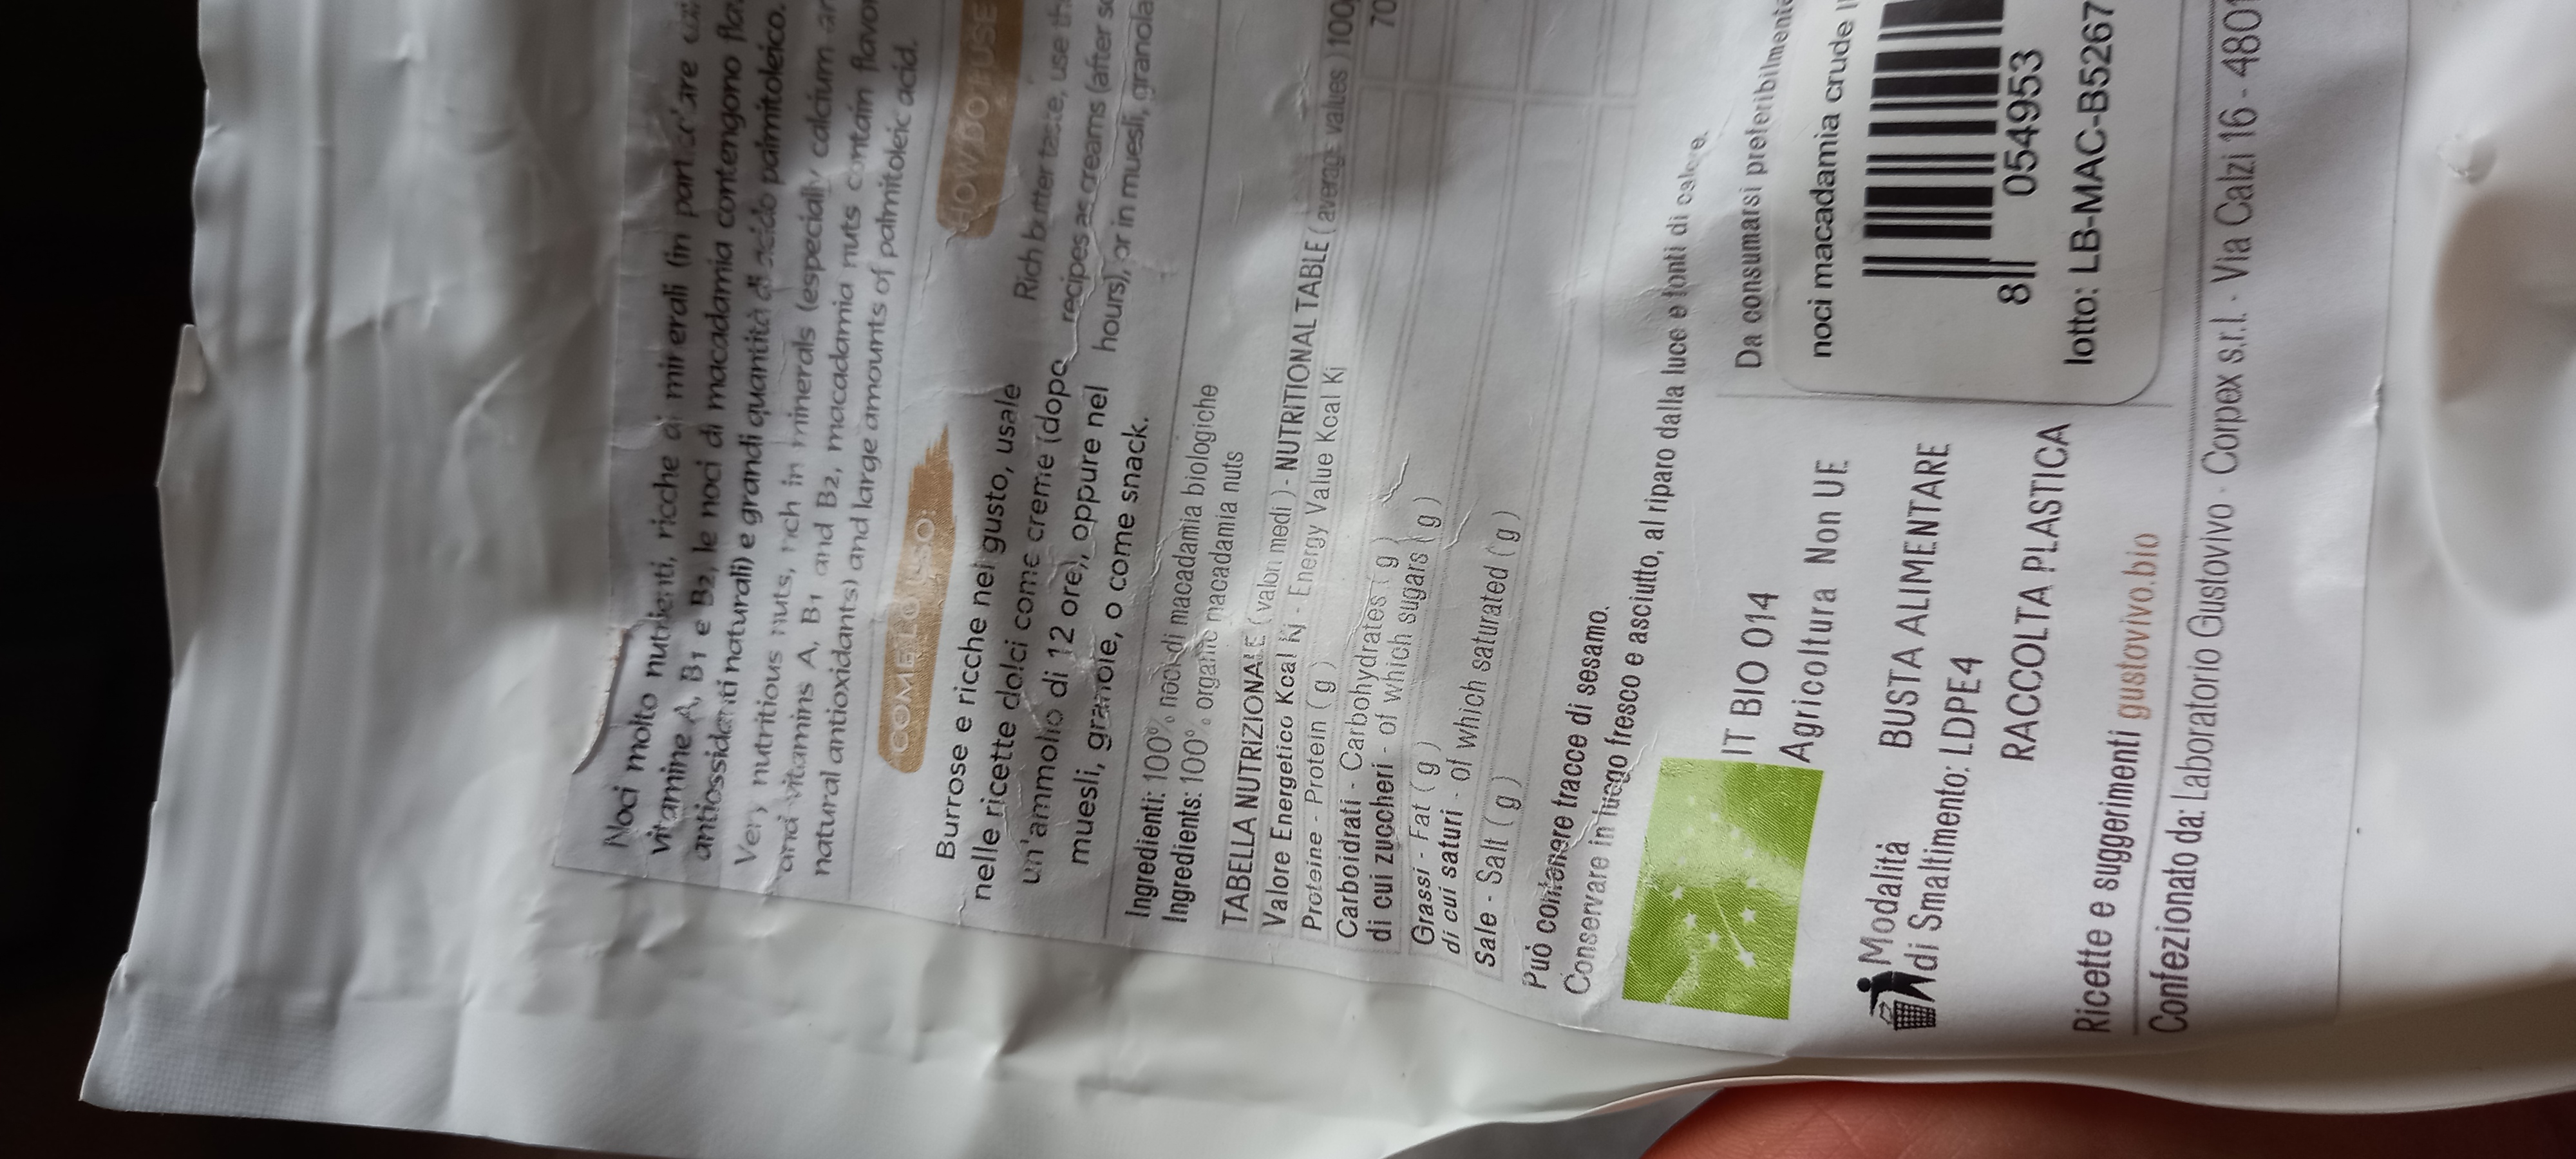 Noci molto nutrienti, ricche di minerali (in
vitamine A, B1 e B2, le noci di macadamia contengono
antiossidanti naturali) e grandi quantità di acido palmitoleico.
Very nutritious nuts, rich in minerals (especially calcium
and vitamins A, B1 and B2, macadamia nuts contain
natural antioxidants) and large amounts of palmitoleic acid.
COME LO USO:
HOW DO I USE
Burrose e ricche nel gusto, usale
nelle ricette dolci come creme (dopo
un'ammollo di 12 ore), oppure nel
muesli, granole, o come snack.
Rich butter taste, use
recipes as creams (after
hours), or in muesli, granola
Ingredienti: 100% noci di macadamia biologiche
Ingredients: 100% organic macadamia nuts
TABELLA NUTRIZIONALE (valori medi) - NUTRITIONAL TABLE (average values) 100
Valore Energetico Kcal Kj - Energy Value Kcal Kj 70
Proteine - Protein (g)
Carboidrati - Carbohydrates (g)
di cui zuccheri - of which sugars (g)
Grassi - Fat (g)
di cui saturi - of which saturated (g)
Sale - Salt (g)
Può contenere tracce di sesamo.
Conservare in luogo fresco e asciutto, al riparo dalla luce e fonti di calore.
IT BIO 014
Agricoltura Non UE
Modalità
di Smaltimento:
BUSTA ALIMENTARE
LDPE4
RACCOLTA PLASTICA
Da consumarsi preferibilmente
noci macadamia crude
8 054953
lotto: LB-MAC-B5267
Ricette e suggerimenti gustovivo.bio
Confezionato da: Laboratorio Gustovivo - Corpex s.r.l. - Via Calzi 16 - 480